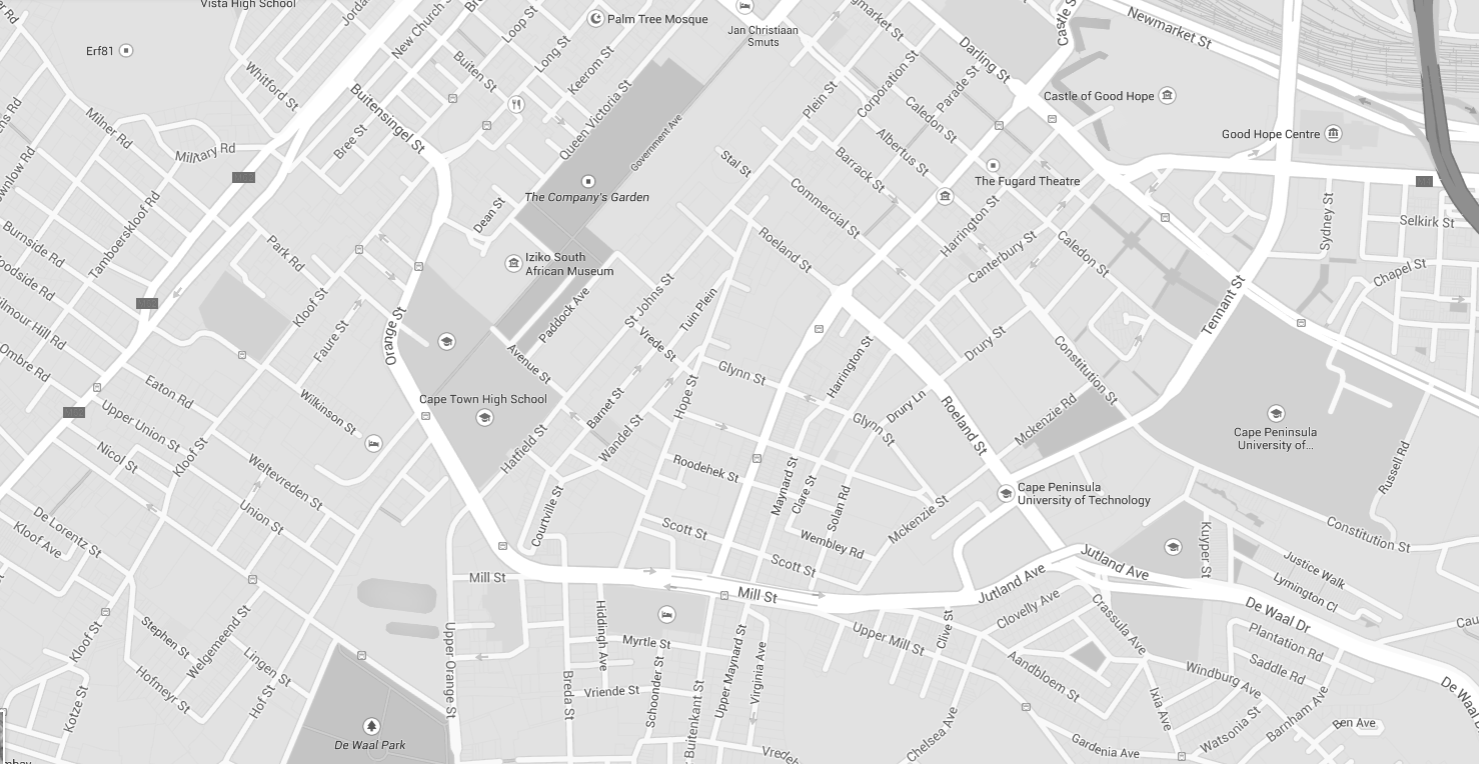 Vista High School
Palm Tree Mosque
Jan Christiaan
Smuts
Castle S
Newmarket St
Erf81
New Church S
Loop St
Long St
Keerom St
Buiten St
Darling St
Corporation St
Parade St
Plein St
Whitford St
Buitensingel St
Castle of Good Hope
Good Hope Centre
Milner Rd
Military Rd
Bree St
Queen Victoria St
Government Ave
Caledon St
Albertus St
Barrack St
Stal St
The Company's Garden
The Fugard Theatre
Commercial St
Roeland St
Harrington St
Canterbury St
Caledon St
Dean St
Tamboerskloof Rd
Burnside Rd
Park Rd
Iziko South
African Museum
Sydney St
Selkirk St
Chapel St
Tennant St
Kloof St
Faure St
Orange St
Paddock Ave
St Johns St
Tuin Plein
Vrede St
Avenue St
Glynn St
Harrington St
Drury St
Drury Ln
Constitution St
Ombre Rd
Eaton Rd
Wilkinson St
Cape Town High School
Barnet St
Hope St
Hatfield St
Wandel St
Glynn St
Roeland St
Mckenzie Rd
Cape Peninsula
University of...
Upper Union St
Nicol St
Kloof St
Weltevreden St
Union St
Roodehek St
Maynard St
Clare St
Solan Rd
Cape Peninsula
University of Technology
Russell Rd
De Lorentz St
Kloof Ave
Courtville St
Scott St
Wembley Rd
Mckenzie St
Scott St
Constitution St
Kuyper St
Justice Walk
Lymington Cl
Mill St
Mill St
Jutland Ave
Jutland Ave
De Waal Dr
Clovelly Ave
Crassula Ave
Plantation Rd
Saddle Rd
Stephen St
Welgemeend St
Kloof St
Lingen St
Hofmeyr St
Hof St
Kotze St
Upper Orange St
Hiddingh Ave
Myrtle St
Vriende St
Breda St
Schoonder St
Buitenkant St
Upper Maynard St
Virginia Ave
Upper Mill St
Clive St
Aandbloem St
Windburg Ave
Ixia Ave
Watsonia St
Barnham Ave
Chelsea Ave
Gardenia Ave
De Waal Park